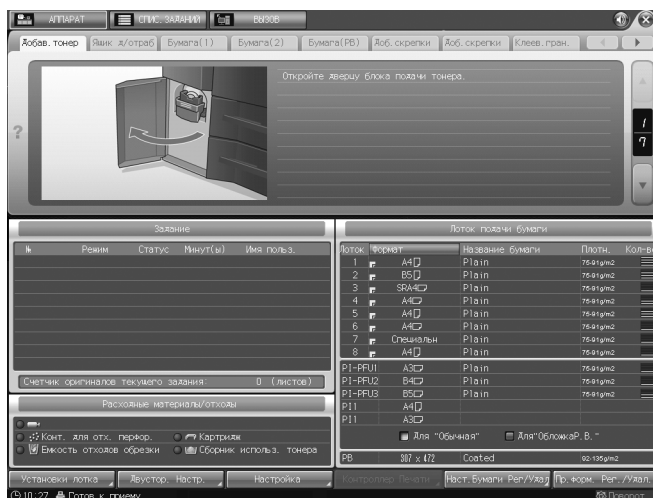 АППАРАТ СПИС. ЗАДАНИЙ ВЫЗОВ
Добав. тонер Ящик д/отраб Бумага(1) Бумага(2) Бумага(PB) Доб.скрепки Доб.скрепки Клеев.гран.
Откройте дверцу блока подачи тонера.
?
1
7
Задание
№ Режим Статус Минут(ы) Имя польз.
Счетчик оригиналов текущего задания: 0 (листов)
Расходные материалы/отходы
Конт. для отх. перфор. Картридж
Емкость отходов обрезки Сборник использ. тонера
Лоток подачи бумаги
Лоток Формат Название бумаги Плотн. Кол-во
1 A4 Plain 75-91g/m2
2 B5 Plain 75-91g/m2
3 SRA4 Plain 75-91g/m2
4 A4 Plain 75-91g/m2
5 A4 Plain 75-91g/m2
6 A4 Plain 75-91g/m2
7 Специальн Plain 75-91g/m2
8 A4 Plain 75-91g/m2
PI-PFU1 A3 Plain 75-91g/m2
PI-PFU2 B4 Plain 75-91g/m2
PI-PFU3 B5 Plain 75-91g/m2
PI1 A4
PI1 A3
Для "Обычная" Для"ОбложкаP.B."
PB 307 x 472 Coated 92-135g/m2
Установки лотка Двустор. Настр. Настройка Контроллер Печати Наст.Бумаги Рег/Удал Пр.форм. Рег./Удал.
10:27 Готов к приему Поворот